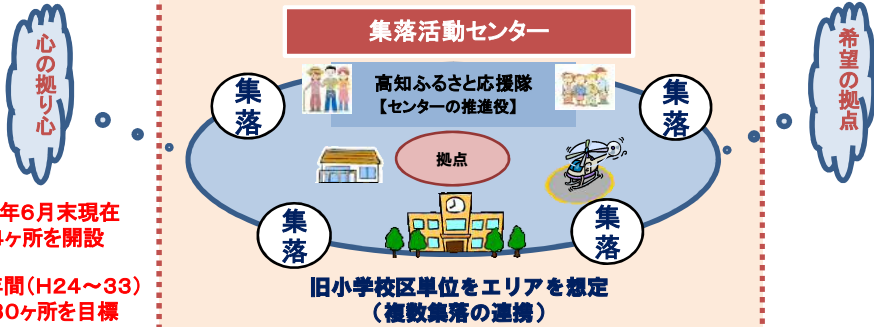 集落活動センター
心の拠り心
希望の拠点
高知ふるさと応援隊
【センターの推進役】
集落
集落
拠点
集落
集落
年6月末現在
ヶ所を開設
年間(H24～33)
30ヶ所を目標
旧小学校区単位をエリアを想定
(複数集落の連携)